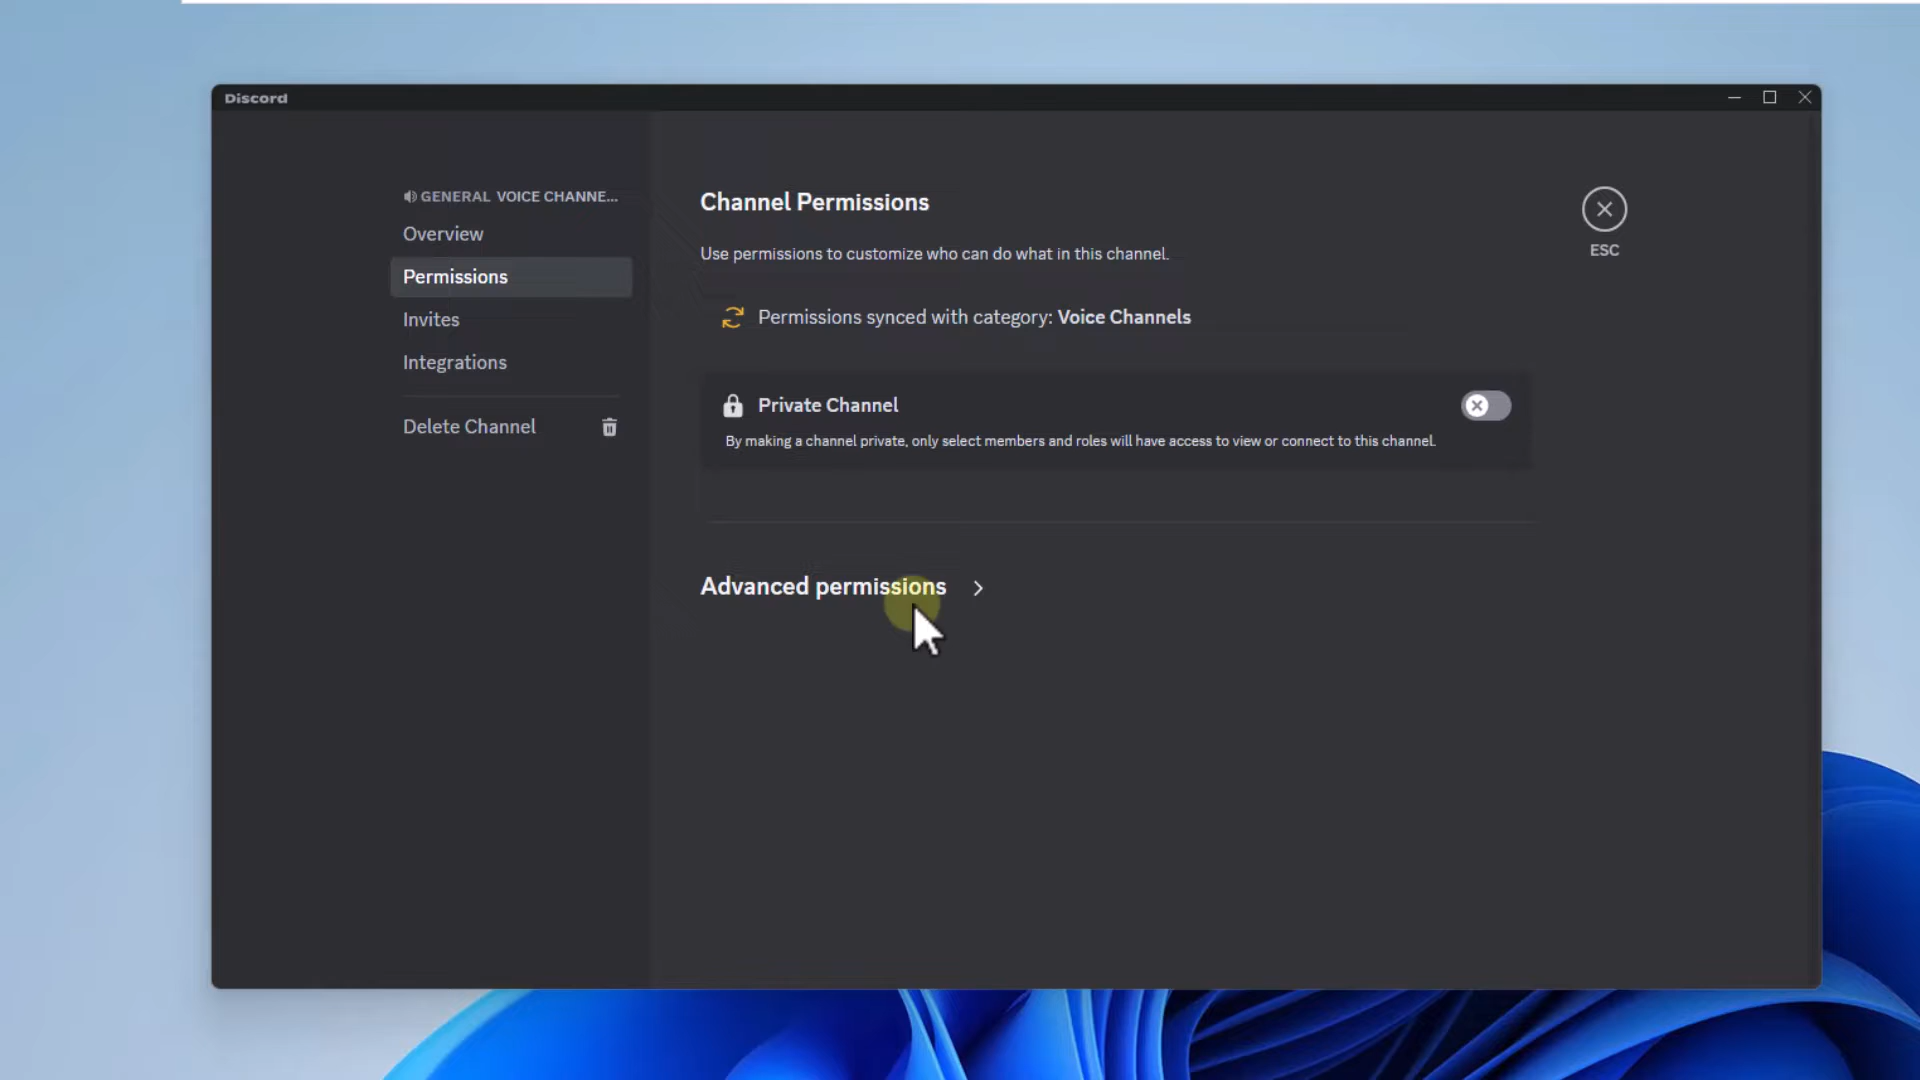 Discord
GENERAL VOICE CHANNE...
Overview
Permissions
Invites
Integrations
Delete Channel
Channel Permissions
Use permissions to customize who can do what in this channel.
Permissions synced with category: Voice Channels
Private Channel
By making a channel private, only select members and roles will have access to view or connect to this channel.
Advanced permissions
ESC